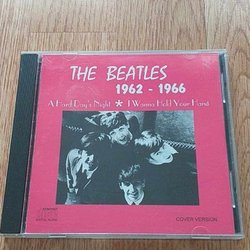 THE BEATLES
1962 - 1966
A Hard Day's Night * I Wanna Hold Your Hand
COVER VERSION